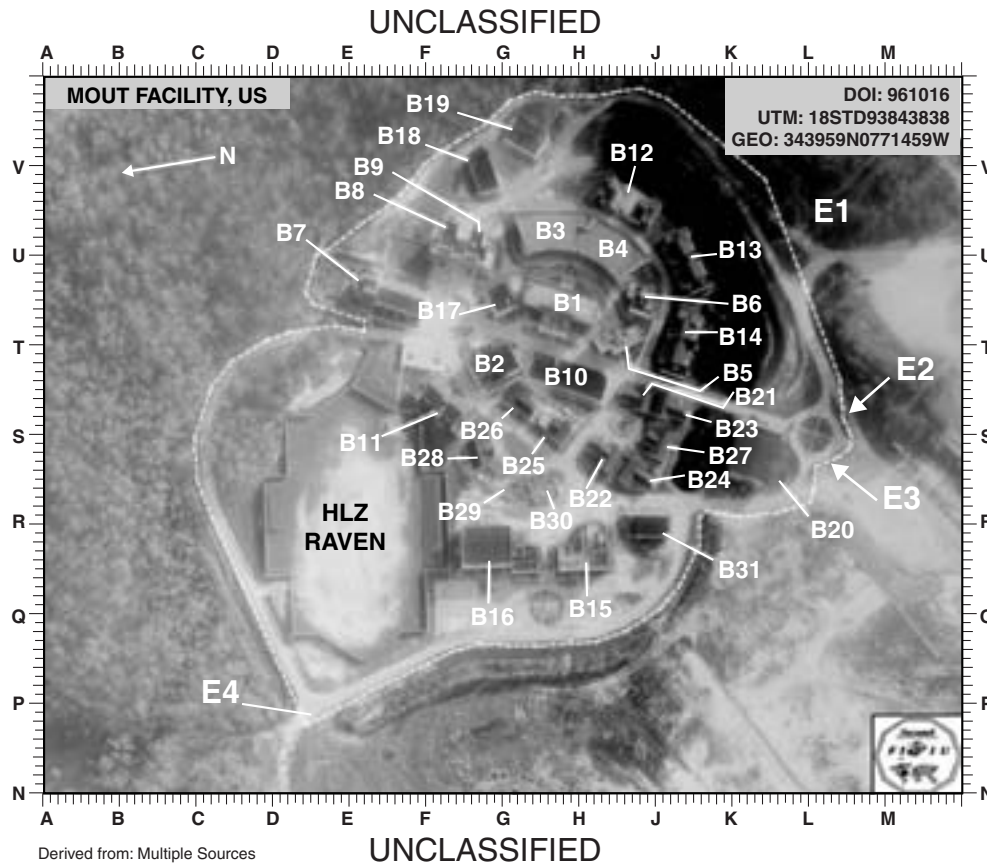 UNCLASSIFIED
A B C D E F G H J K L M
MOUT FACILITY, US
DOI: 961016
UTM: 18STD93843838
GEO: 343959N0771459W
B19
B18
N
B9
B12
V
V
B8
E1
B7
B3
B4
B13
U
U
B17
B1
B6
B14
T
T
B2
B10
B5
E2
B21
B11
B26
B23
S
S
B28
B25
B27
B24
E3
B29
B22
B30
B20
R
HLZ
RAVEN
B31
B16
B15
Q
E4
P
N
N
A B C D E F G H J K L M
Derived from: Multiple Sources
UNCLASSIFIED